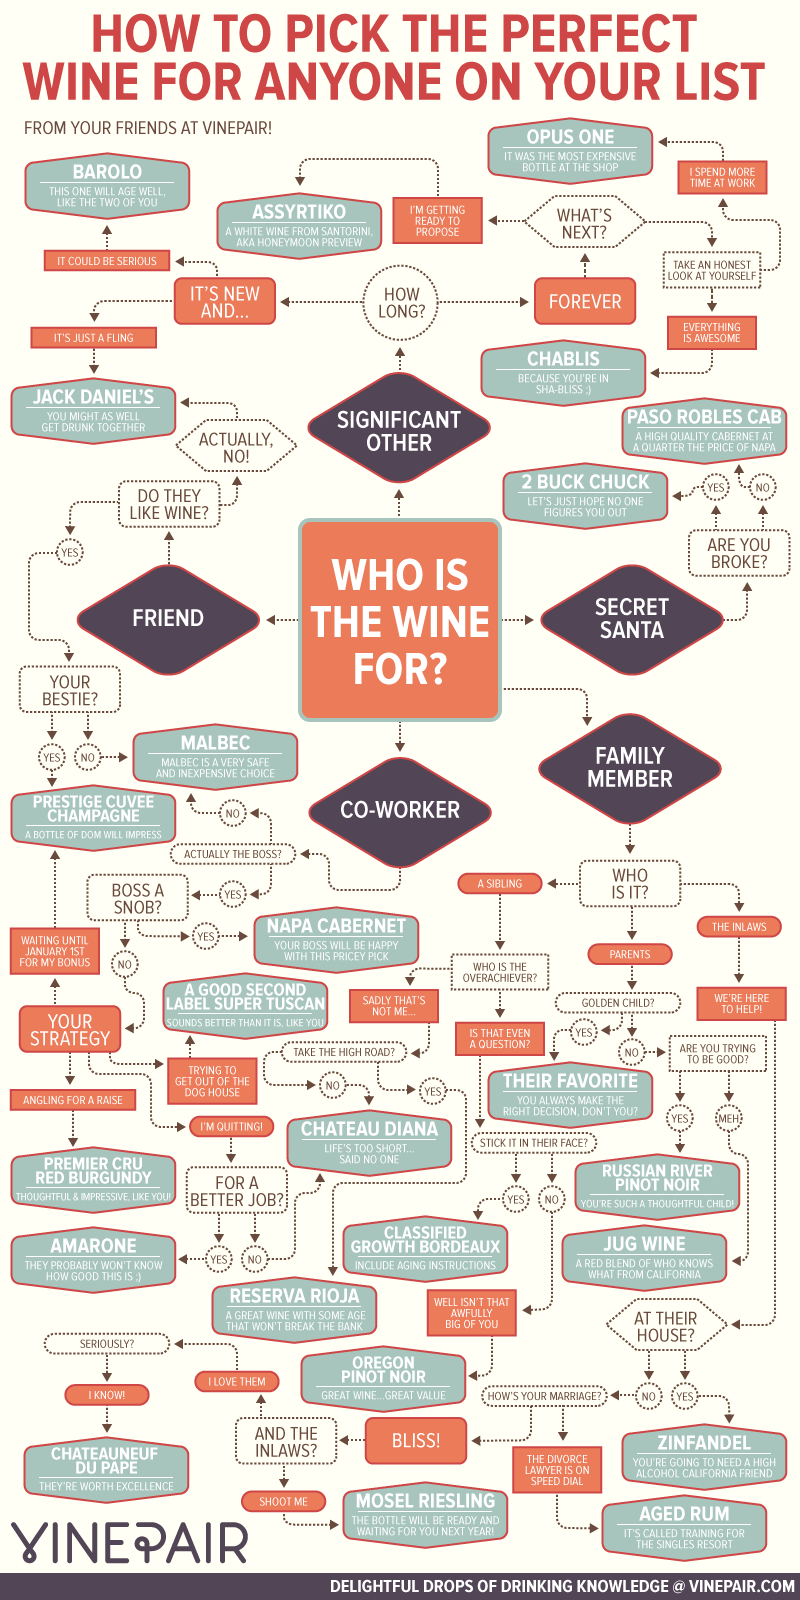 HOW TO PICK THE PERFECT
WINE FOR ANYONE ON YOUR LIST
FROM YOUR FRIENDS AT VINEPAIR!
OPUS ONE
IT WAS THE MOST EXPENSIVE
BOTTLE AT THE SHOP
I SPEND MORE
TIME AT WORK
BAROLO
THIS ONE WILL AGE WELL,
LIKE THE TWO OF YOU
ASSYRTIKO
A WHITE WINE FROM SANTORINI,
AKA HONEYMOON PREVIEW
I'M GETTING
READY TO
PROPOSE
WHAT'S
NEXT?
TAKE AN HONEST
LOOK AT YOURSELF
IT COULD BE SERIOUS
IT'S NEW
AND...
HOW
LONG?
FOREVER
EVERYTHING
IS AWESOME
IT'S JUST A FLING
CHABLIS
BECAUSE YOU'RE IN
SHA-BLISS ;)
JACK DANIEL'S
YOU MIGHT AS WELL
GET DRUNK TOGETHER
SIGNIFICANT
OTHER
PASO ROBLES CAB
A HIGH QUALITY CABERNET AT
A QUARTER THE PRICE OF NAPA
ACTUALLY,
NO!
2 BUCK CHUCK
LET'S JUST HOPE NO ONE
FIGURES YOU OUT
YES
NO
DO THEY
LIKE WINE?
YES
ARE YOU
BROKE?
WHO IS
THE WINE
FOR?
FRIEND
SECRET
SANTA
YOUR
BESTIE?
YES
NO
MALBEC
MALBEC IS A VERY SAFE
AND INEXPENSIVE CHOICE
FAMILY
MEMBER
PRESTIGE CUVEE
CHAMPAGNE
A BOTTLE OF DOM WILL IMPRESS
CO-WORKER
NO
ACTUALLY THE BOSS?
YES
BOSS A
SNOB?
A SIBLING
WHO
IS IT?
THE INLAWS
PARENTS
YES
NO
NAPA CABERNET
YOUR BOSS WILL BE HAPPY
WITH THIS PRICEY PICK
WAITING UNTIL
JANUARY 1ST
FOR MY BONUS
WHO IS THE
OVERACHIEVER?
A GOOD SECOND
LABEL SUPER TUSCAN
SOUNDS BETTER THAN IT IS, LIKE YOU
SADLY THAT'S
NOT ME...
GOLDEN CHILD?
WE'RE HERE
TO HELP!
YOUR
STRATEGY
IS THAT EVEN
A QUESTION?
YES
NO
ARE YOU TRYING
TO BE GOOD?
TAKE THE HIGH ROAD?
TRYING TO
GET OUT OF THE
DOG HOUSE
NO
YES
THEIR FAVORITE
YOU ALWAYS MAKE THE
RIGHT DECISION, DON'T YOU?
ANGLING FOR A RAISE
I'M QUITTING!
CHATEAU DIANA
LIFE'S TOO SHORT...
SAID NO ONE
YES
MEH
STICK IT IN THEIR FACE?
PREMIER CRU
RED BURGUNDY
THOUGHTFUL & IMPRESSIVE, LIKE YOU!
FOR A
BETTER JOB?
RUSSIAN RIVER
PINOT NOIR
YOU'RE SUCH A THOUGHTFUL CHILD!
YES
NO
AMARONE
THEY PROBABLY WON'T KNOW
HOW GOOD THIS IS ;)
YES
NO
CLASSIFIED
GROWTH BORDEAUX
INCLUDE AGING INSTRUCTIONS
JUG WINE
A RED BLEND OF WHO KNOWS
WHAT FROM CALIFORNIA
RESERVA RIOJA
A GREAT WINE WITH SOME AGE
THAT WON'T BREAK THE BANK
WELL ISN'T THAT
AWFULLY
BIG OF YOU
AT THEIR
HOUSE?
SERIOUSLY?
OREGON
PINOT NOIR
GREAT WINE...GREAT VALUE
I LOVE THEM
I KNOW!
HOW'S YOUR MARRIAGE?
NO
YES
AND THE
INLAWS?
BLISS!
CHATEAUNEUF
DU PAPE
THEY'RE WORTH EXCELLENCE
THE DIVORCE
LAWYER IS ON
SPEED DIAL
ZINFANDEL
YOU'RE GOING TO NEED A HIGH
ALCOHOL CALIFORNIA FRIEND
SHOOT ME
MOSEL RIESLING
THE BOTTLE WILL BE READY AND
WAITING FOR YOU NEXT YEAR!
AGED RUM
IT'S CALLED TRAINING FOR
THE SINGLES RESORT
VINEPAIR
DELIGHTFUL DROPS OF DRINKING KNOWLEDGE @ VINEPAIR.COM